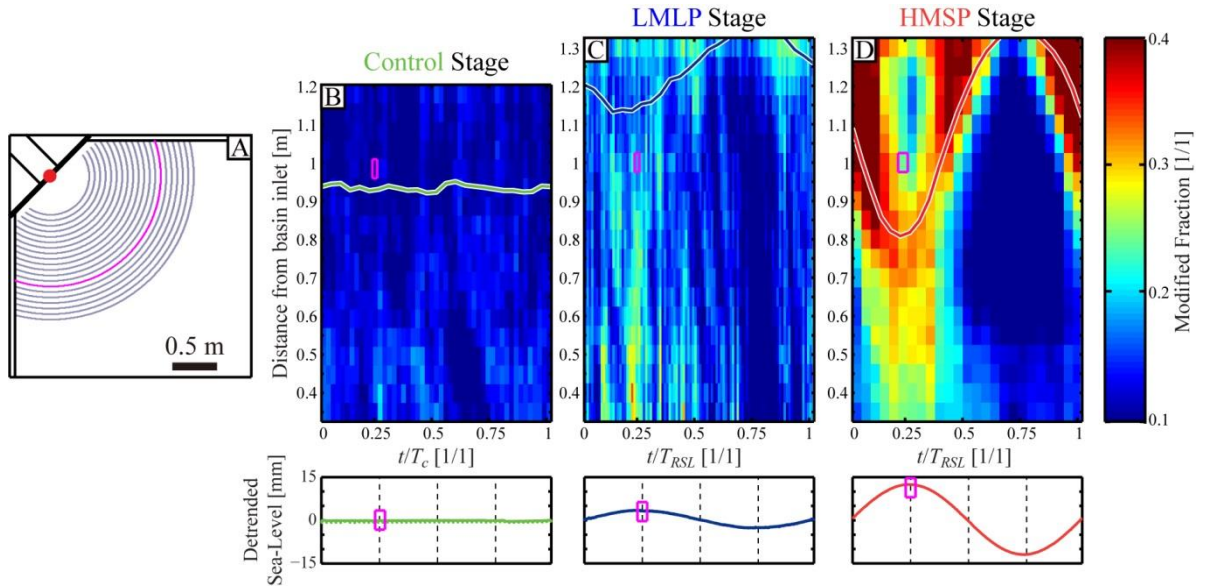 LMLP Stage
HMSP Stage
Control Stage
A
B
C
D
0.5 m
Distance from basin inlet [m]
1.2
1.1
1
0.9
0.8
0.7
0.6
0.5
0.4
1.3
1.2
1.1
1
0.9
0.8
0.7
0.6
0.5
0.4
1.3
1.2
1.1
1
0.9
0.8
0.7
0.6
0.5
0.4
0.4
0.3
0.2
0.1
Modified Fraction [1/1]
0 0.25 0.5 0.75 1
0 0.25 0.5 0.75 1
0 0.25 0.5 0.75 1
t/Tc [1/1]
t/TRSL [1/1]
t/TRSL [1/1]
Detrended
Sea-Level [mm]
15
0
−15